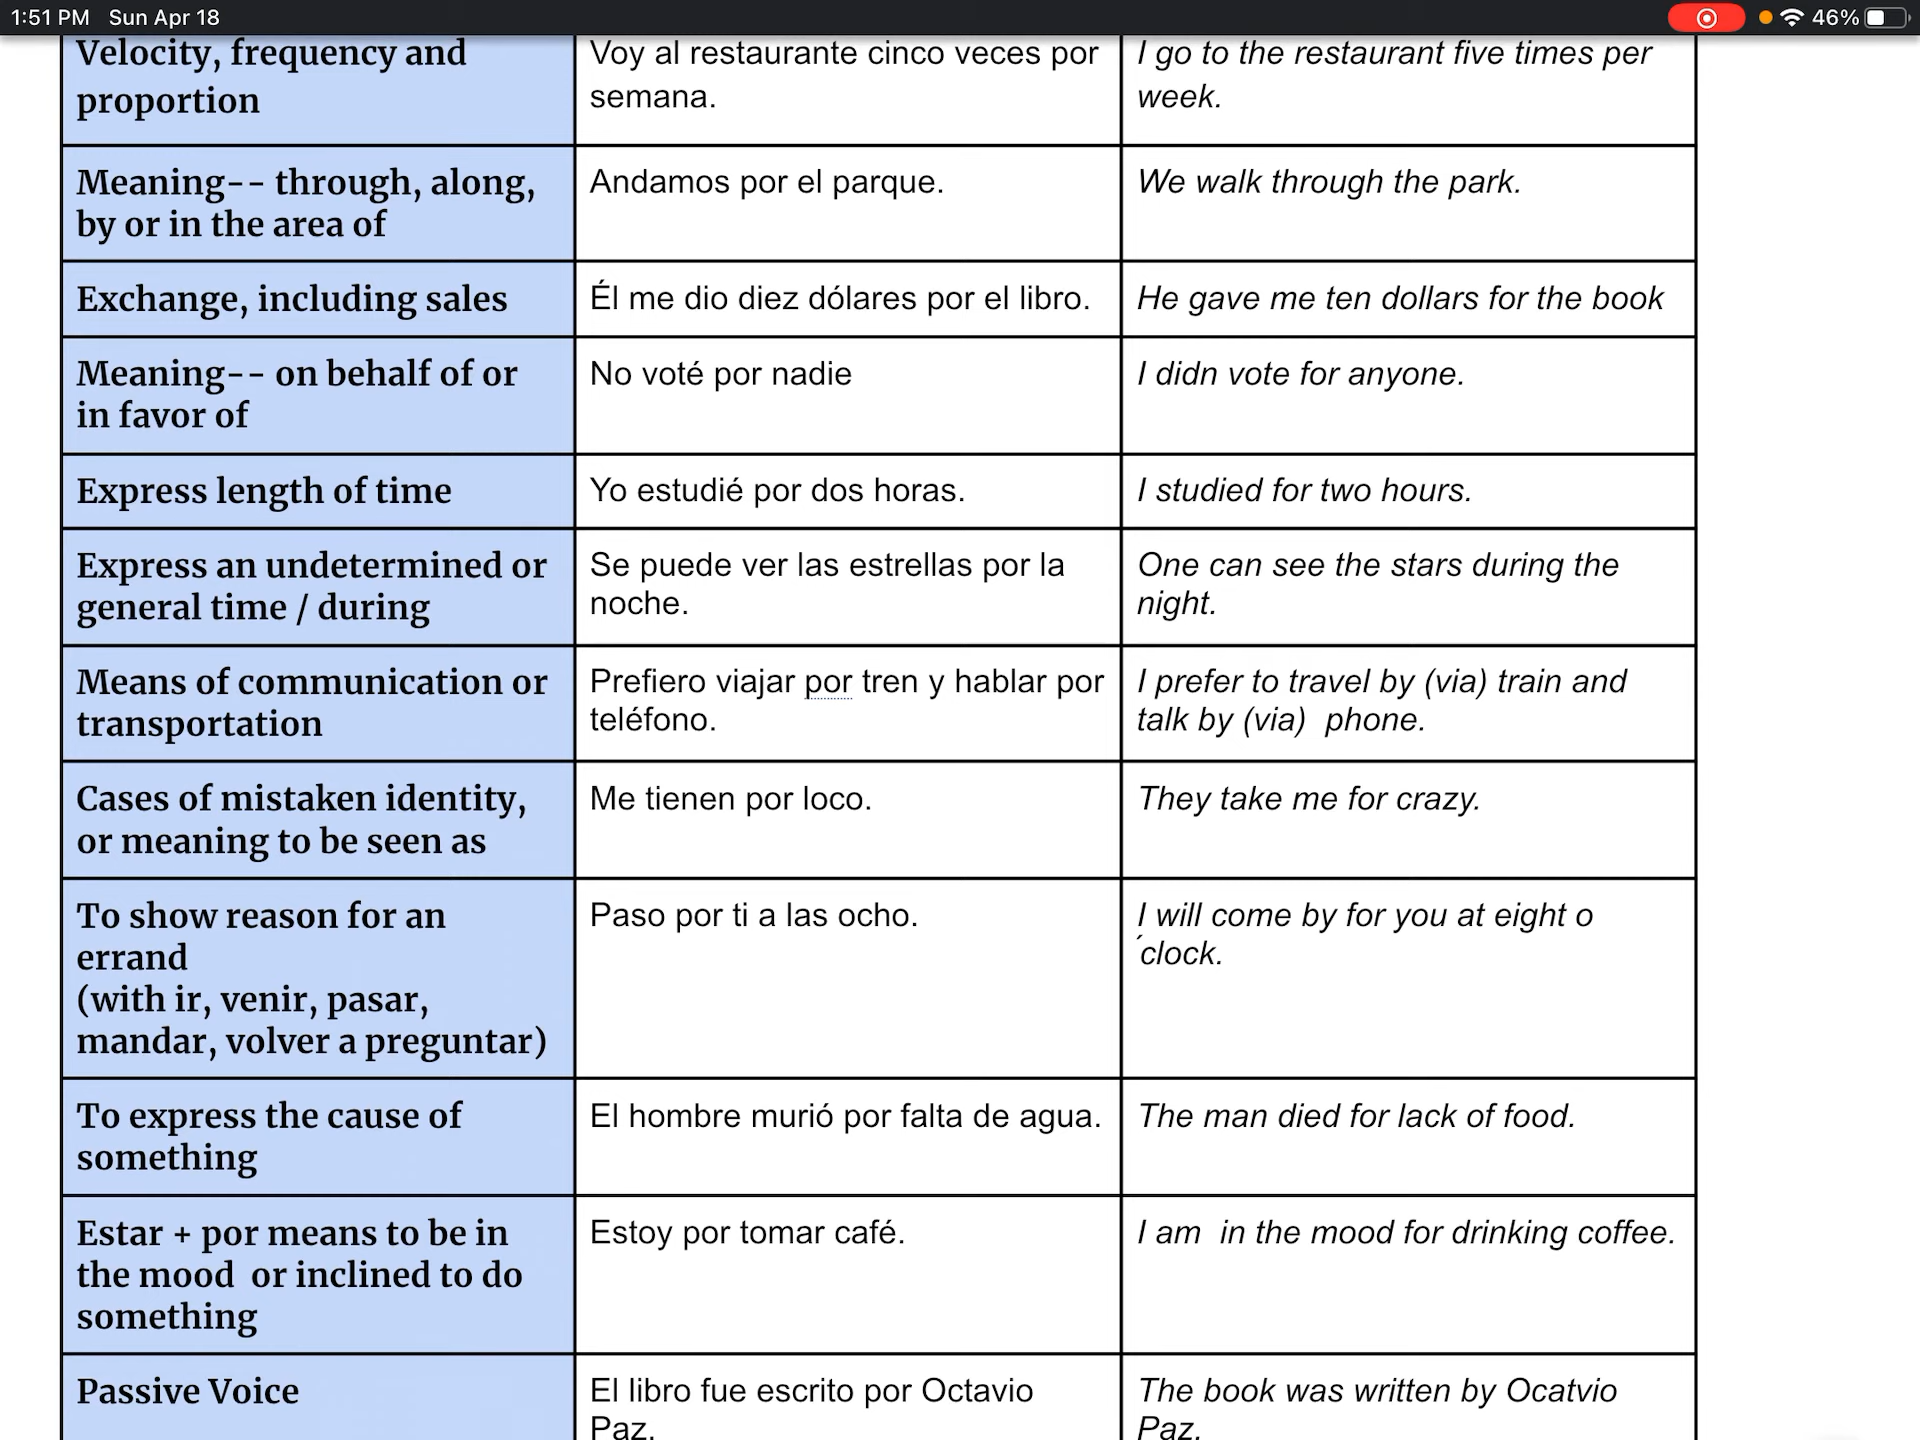 1:51 PM Sun Apr 18
46%
Velocity, frequency and
proportion
Voy al restaurante cinco veces por
semana.
I go to the restaurant five times per
week.
Meaning-- through, along,
by or in the area of
Andamos por el parque.
We walk through the park.
Exchange, including sales
Él me dio diez dólares por el libro.
He gave me ten dollars for the book
Meaning-- on behalf of or
in favor of
No voté por nadie
I didn vote for anyone.
Express length of time
Yo estudié por dos horas.
I studied for two hours.
Express an undetermined or
general time / during
Se puede ver las estrellas por la
noche.
One can see the stars during the
night.
Means of communication or
transportation
Prefiero viajar por tren y hablar por
teléfono.
I prefer to travel by (via) train and
talk by (via)  phone.
Cases of mistaken identity,
or meaning to be seen as
Me tienen por loco.
They take me for crazy.
To show reason for an
errand
(with ir, venir, pasar,
mandar, volver a preguntar)
Paso por ti a las ocho.
I will come by for you at eight o
´clock.
To express the cause of
something
El hombre murió por falta de agua.
The man died for lack of food.
Estar + por means to be in
the mood  or inclined to do
something
Estoy por tomar café.
I am  in the mood for drinking coffee.
Passive Voice
El libro fue escrito por Octavio
Paz.
The book was written by Ocatvio
Paz.